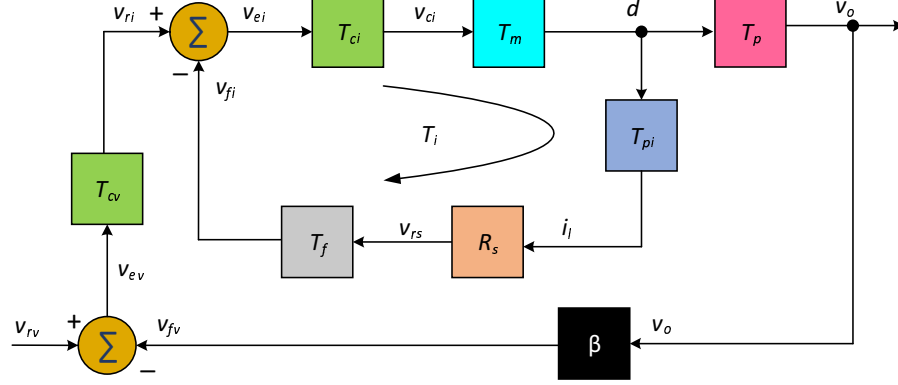 v_ri + v_ei v_ci d v_o
Σ T_ci T_m T_p
− v_fi
T_i T_pi
T_cv
T_f v_rs R_s i_l
v_ev
v_rv + v_fv β v_o
Σ
−